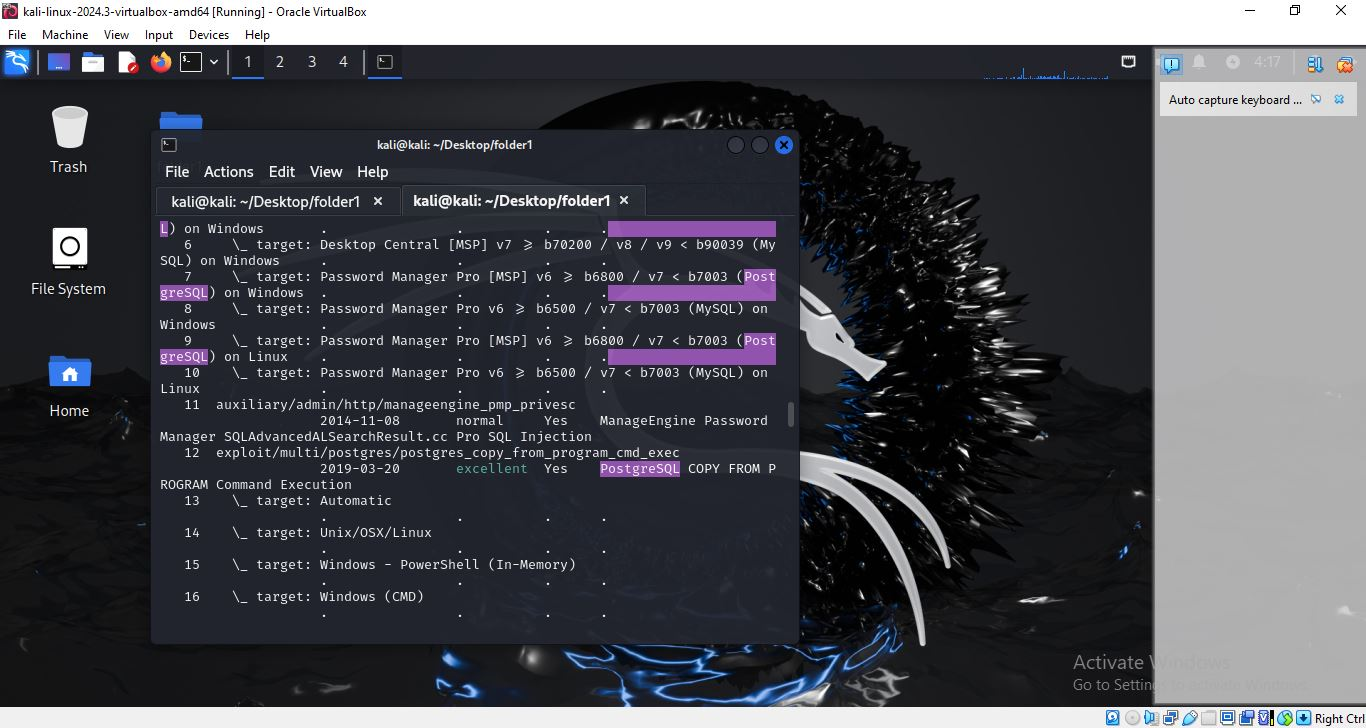 kali-linux-2024.3-virtualbox-amd64 [Running] - Oracle VirtualBox
File Machine View Input Devices Help
1 2 3 4
4:17
Auto capture keyboard ...
Trash
File System
Home
kali@kali: ~/Desktop/folder1
File Actions Edit View Help
kali@kali: ~/Desktop/folder1 × kali@kali: ~/Desktop/folder1 ×
L) on Windows . . . .
6 \_ target: Desktop Central [MSP] v7 ≥ b70200 / v8 / v9 < b90039 (My
SQL) on Windows . . . .
7 \_ target: Password Manager Pro [MSP] v6 ≥ b6800 / v7 < b7003 (Post
greSQL) on Windows . . . .
8 \_ target: Password Manager Pro v6 ≥ b6500 / v7 < b7003 (MySQL) on
Windows . . . .
9 \_ target: Password Manager Pro [MSP] v6 ≥ b6800 / v7 < b7003 (Post
greSQL) on Linux . . . .
10 \_ target: Password Manager Pro v6 ≥ b6500 / v7 < b7003 (MySQL) on
Linux . . . .
11 auxiliary/admin/http/manageengine_pmp_privesc
2014-11-08 normal Yes ManageEngine Password
Manager SQLAdvancedALSearchResult.cc Pro SQL Injection
12 exploit/multi/postgres/postgres_copy_from_program_cmd_exec
2019-03-20 excellent Yes PostgreSQL COPY FROM P
ROGRAM Command Execution
13 \_ target: Automatic
. . . .
14 \_ target: Unix/OSX/Linux
. . . .
15 \_ target: Windows - PowerShell (In-Memory)
. . . .
16 \_ target: Windows (CMD)
. . . .
Activate Windows
Go to Settings to activate Windows.
Right Ctrl